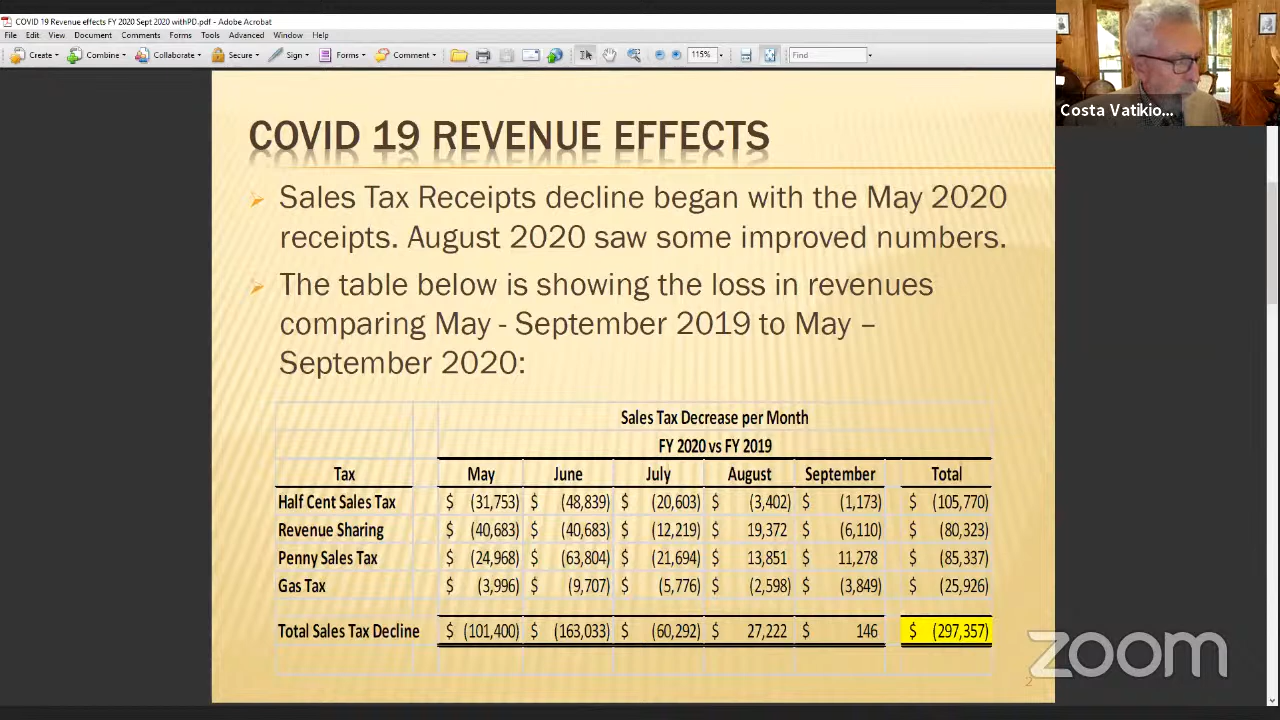 COVID 19 Revenue effects FY 2020 Sept 2020 withPD.pdf - Adobe Acrobat
File Edit View Document Comments Forms Tools Advanced Window Help
Create Combine Collaborate Secure Sign Forms Comment 115% Find
Costa Vatikio...
COVID 19 REVENUE EFFECTS
Sales Tax Receipts decline began with the May 2020
receipts. August 2020 saw some improved numbers.
The table below is showing the loss in revenues
comparing May - September 2019 to May –
September 2020:
Sales Tax Decrease per Month
FY 2020 vs FY 2019
Tax May June July August September Total
Half Cent Sales Tax $ (31,753) $ (48,839) $ (20,603) $ (3,402) $ (1,173) $ (105,770)
Revenue Sharing $ (40,683) $ (40,683) $ (12,219) $ 19,372 $ (6,110) $ (80,323)
Penny Sales Tax $ (24,968) $ (63,804) $ (21,694) $ 13,851 $ 11,278 $ (85,337)
Gas Tax $ (3,996) $ (9,707) $ (5,776) $ (2,598) $ (3,849) $ (25,926)
Total Sales Tax Decline $ (101,400) $ (163,033) $ (60,292) $ 27,222 $ 146 $ (297,357)
2
zoom